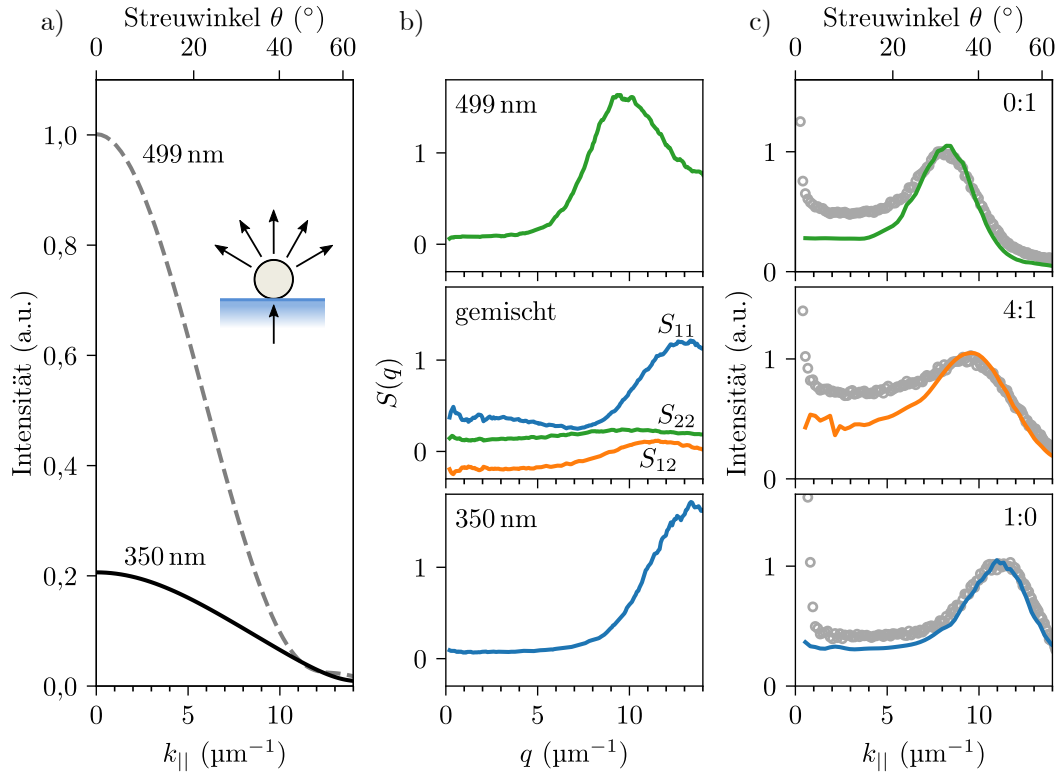 a)
Streuwinkel θ (°)
0 20 40 60
Intensität (a.u.)
1,0
0,8
0,6
0,4
0,2
0,0
499 nm
350 nm
0 5 10
k|| (µm⁻¹)
b)
S(q)
499 nm
1
0
gemischt
S₁₁
S₂₂
S₁₂
1
0
350 nm
1
0
0 5 10
q (µm⁻¹)
c)
Streuwinkel θ (°)
0 20 40 60
Intensität (a.u.)
0:1
1
0
4:1
1
0
1:0
1
0
0 5 10
k|| (µm⁻¹)